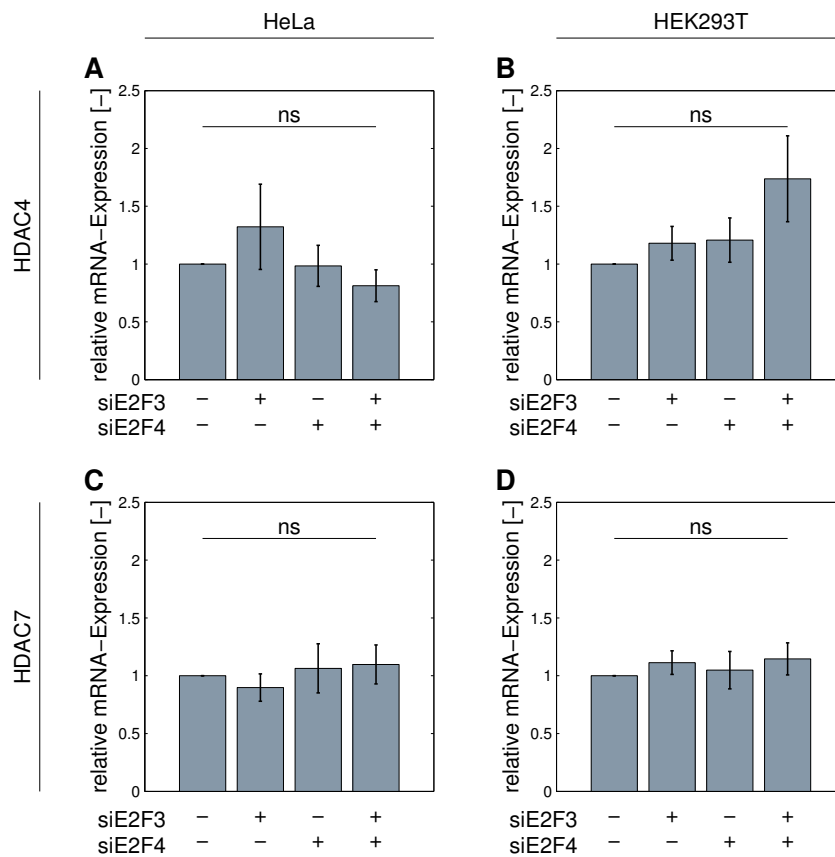 HeLa
HEK293T
HDAC4
A
relative mRNA−Expression [−]
2.5
2
1.5
1
0.5
0
ns
siE2F3 − + − +
siE2F4 − − + +
B
relative mRNA−Expression [−]
2.5
2
1.5
1
0.5
0
ns
siE2F3 − + − +
siE2F4 − − + +
HDAC7
C
relative mRNA−Expression [−]
2.5
2
1.5
1
0.5
0
ns
siE2F3 − + − +
siE2F4 − − + +
D
relative mRNA−Expression [−]
2.5
2
1.5
1
0.5
0
ns
siE2F3 − + − +
siE2F4 − − + +